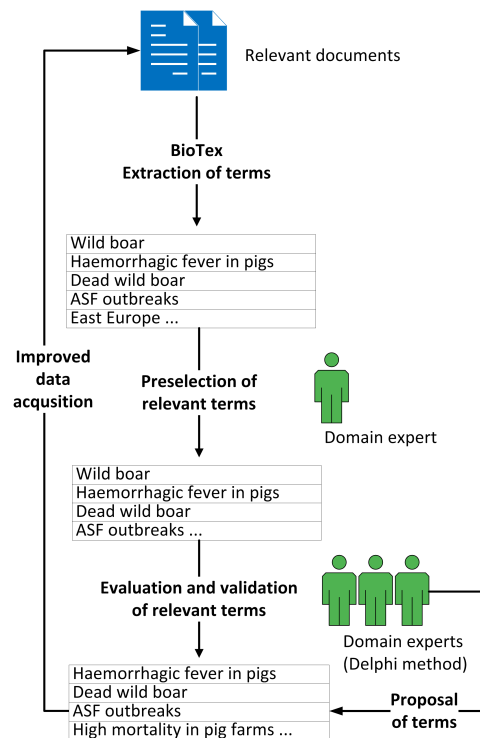 Relevant documents
BioTex
Extraction of terms
Wild boar
Haemorrhagic fever in pigs
Dead wild boar
ASF outbreaks
East Europe ...
Improved
data
acqusition
Preselection of
relevant terms
Domain expert
Wild boar
Haemorrhagic fever in pigs
Dead wild boar
ASF outbreaks ...
Evaluation and validation
of relevant terms
Domain experts
(Delphi method)
Haemorrhagic fever in pigs
Dead wild boar
ASF outbreaks
High mortality in pig farms ...
Proposal
of terms